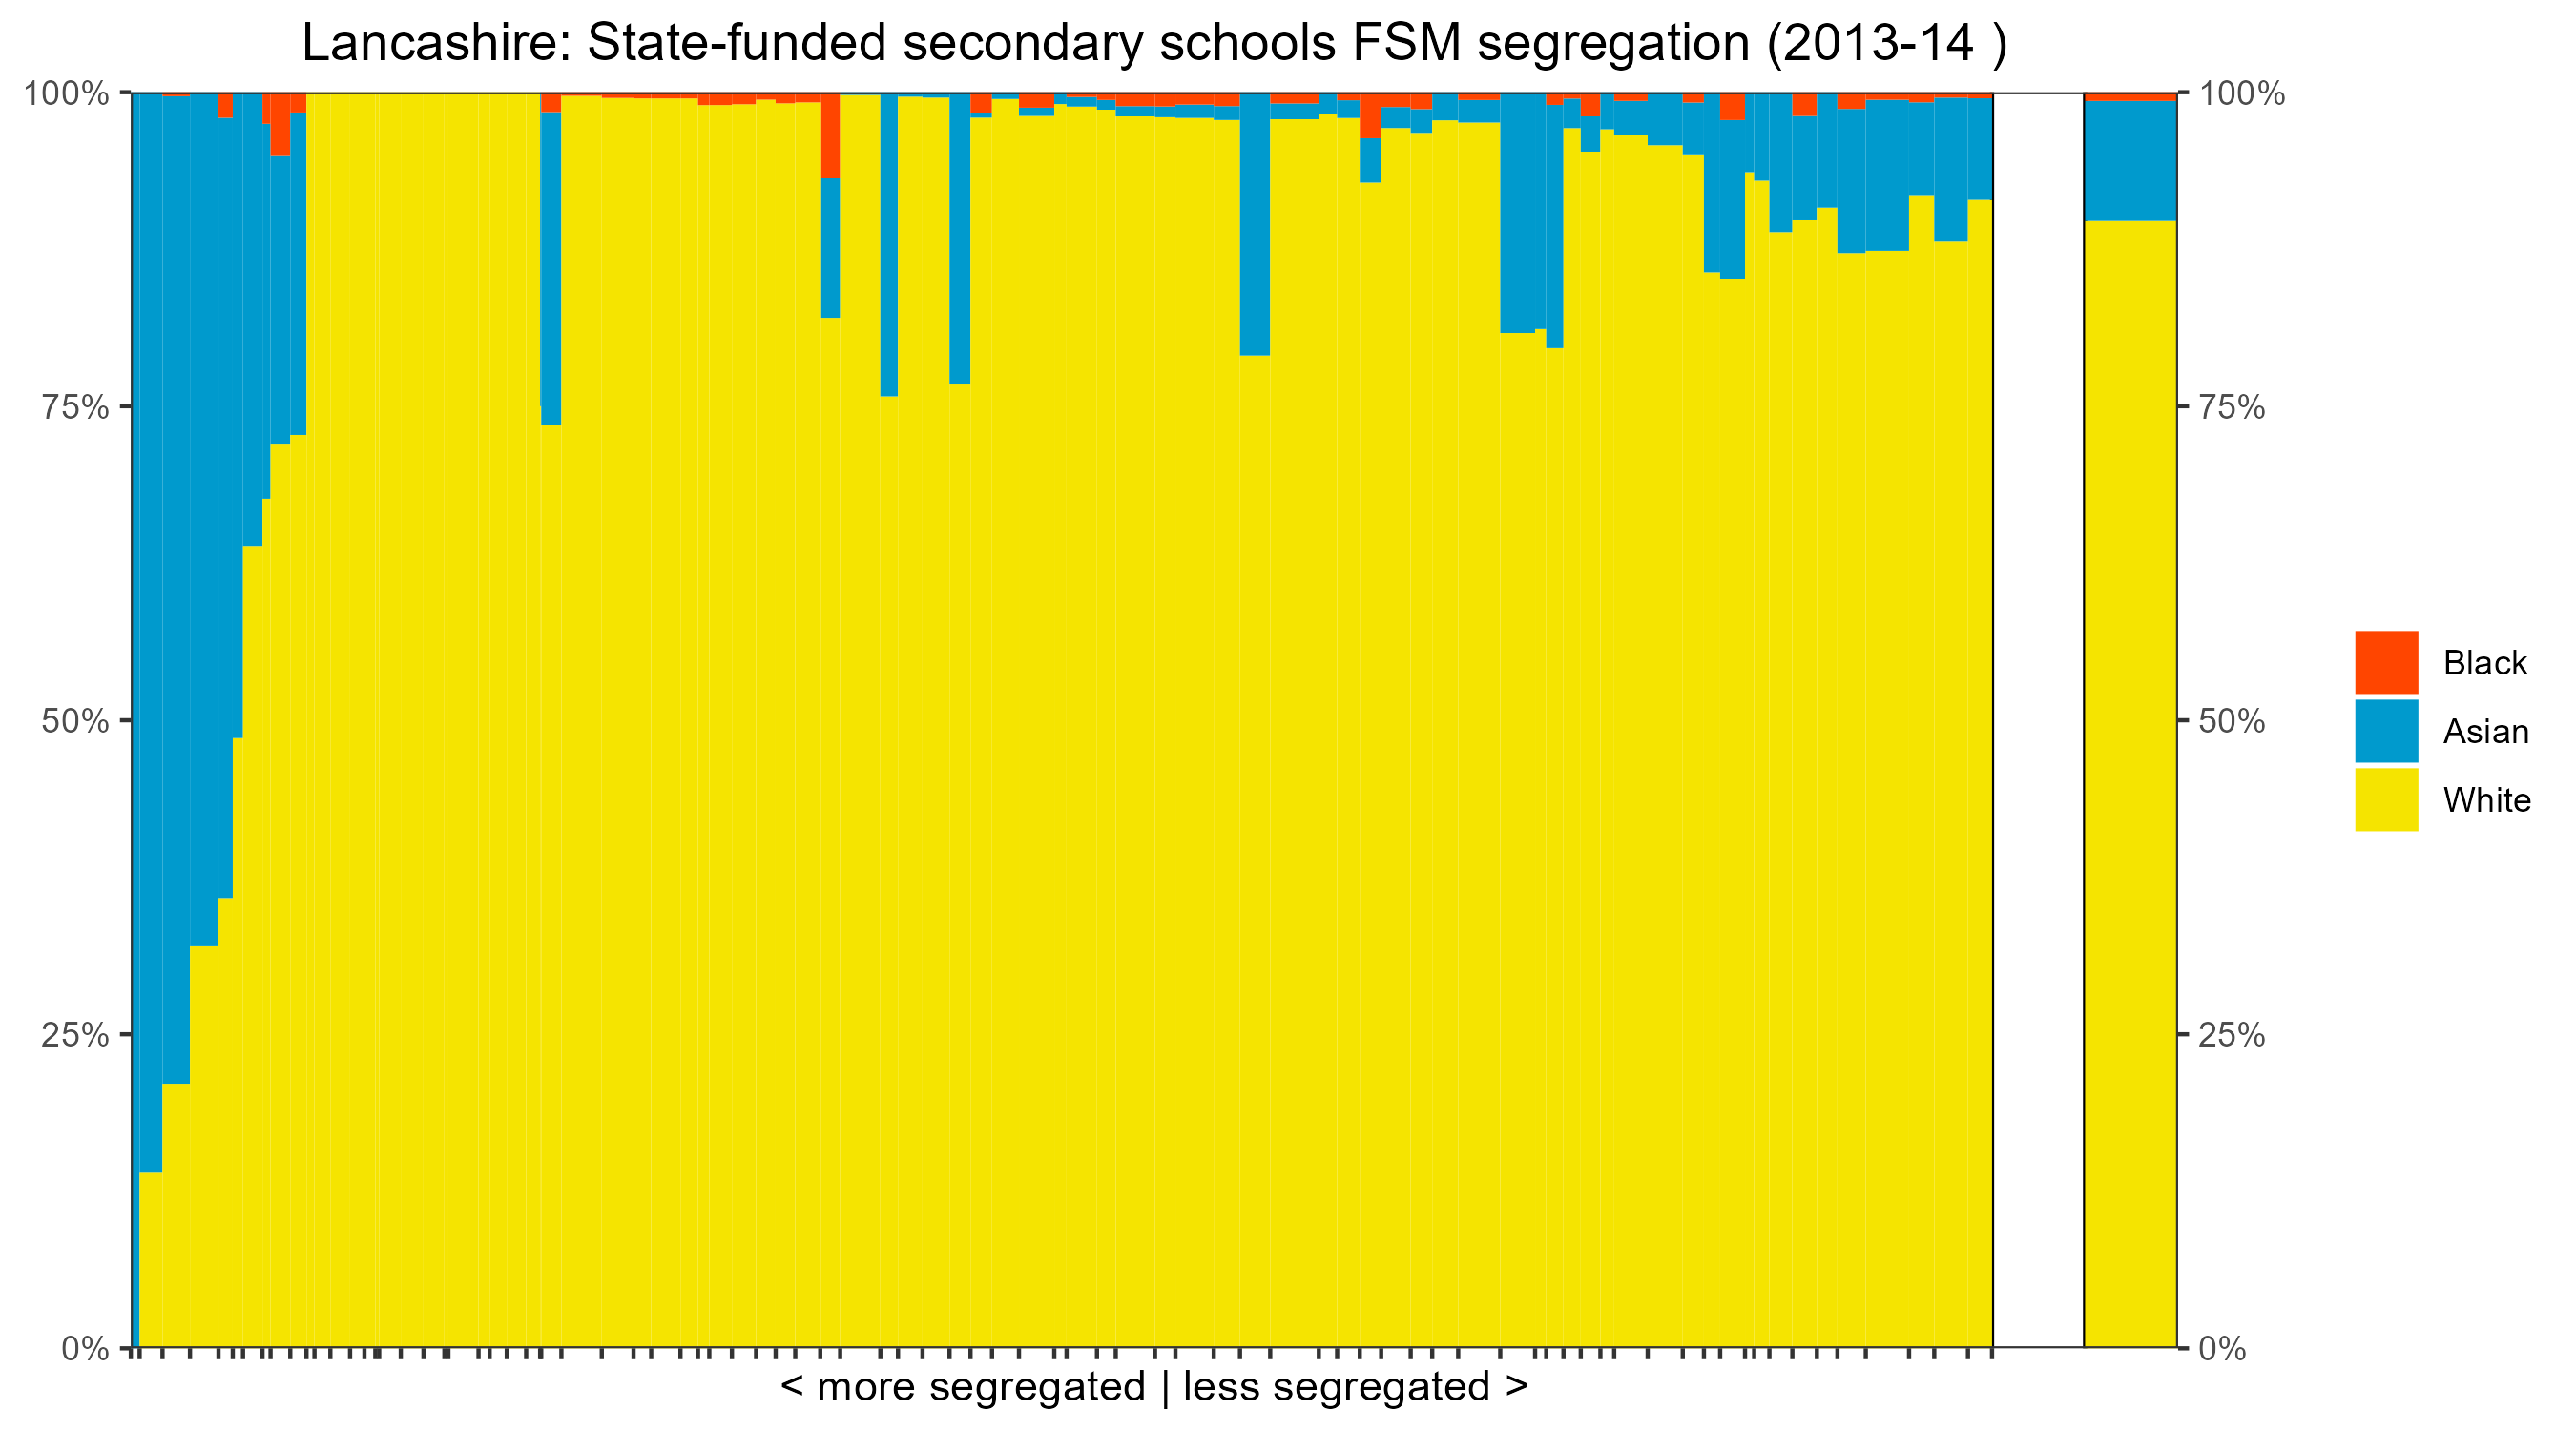 Lancashire: State-funded secondary schools FSM segregation (2013-14 )
100%
75%
50%
25%
0%
100%
75%
50%
25%
0%
Black
Asian
White
< more segregated | less segregated >